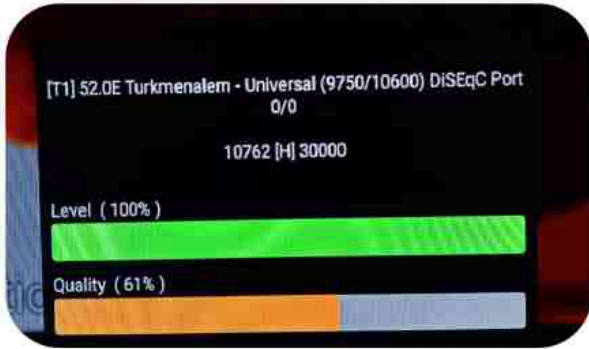 [T1] 52.0E Turkmenalem - Universal (9750/10600) DiSEqC Port
0/0
10762 [H] 30000
Level ( 100% )
Quality ( 61% )